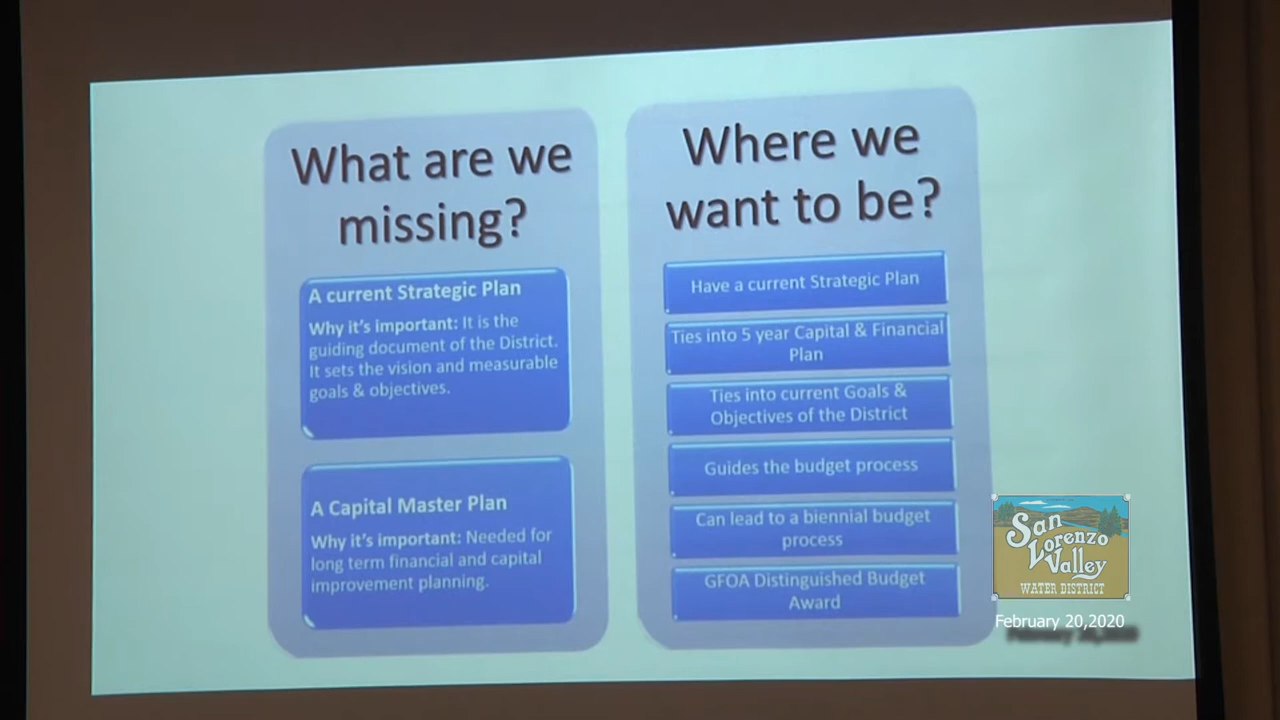 What are we
missing?
A current Strategic Plan
Why it's important: It is the
guiding document of the District.
It sets the vision and measurable
goals & objectives.
A Capital Master Plan
Why it's important: Needed for
long term financial and capital
improvement planning.
Where we
want to be?
Have a current Strategic Plan
Ties into 5 year Capital & Financial
Plan
Ties into current Goals &
Objectives of the District
Guides the budget process
Can lead to a biennial budget
process
GFOA Distinguished Budget
Award
San
Lorenzo
Valley
WATER DISTRICT
February 20,2020